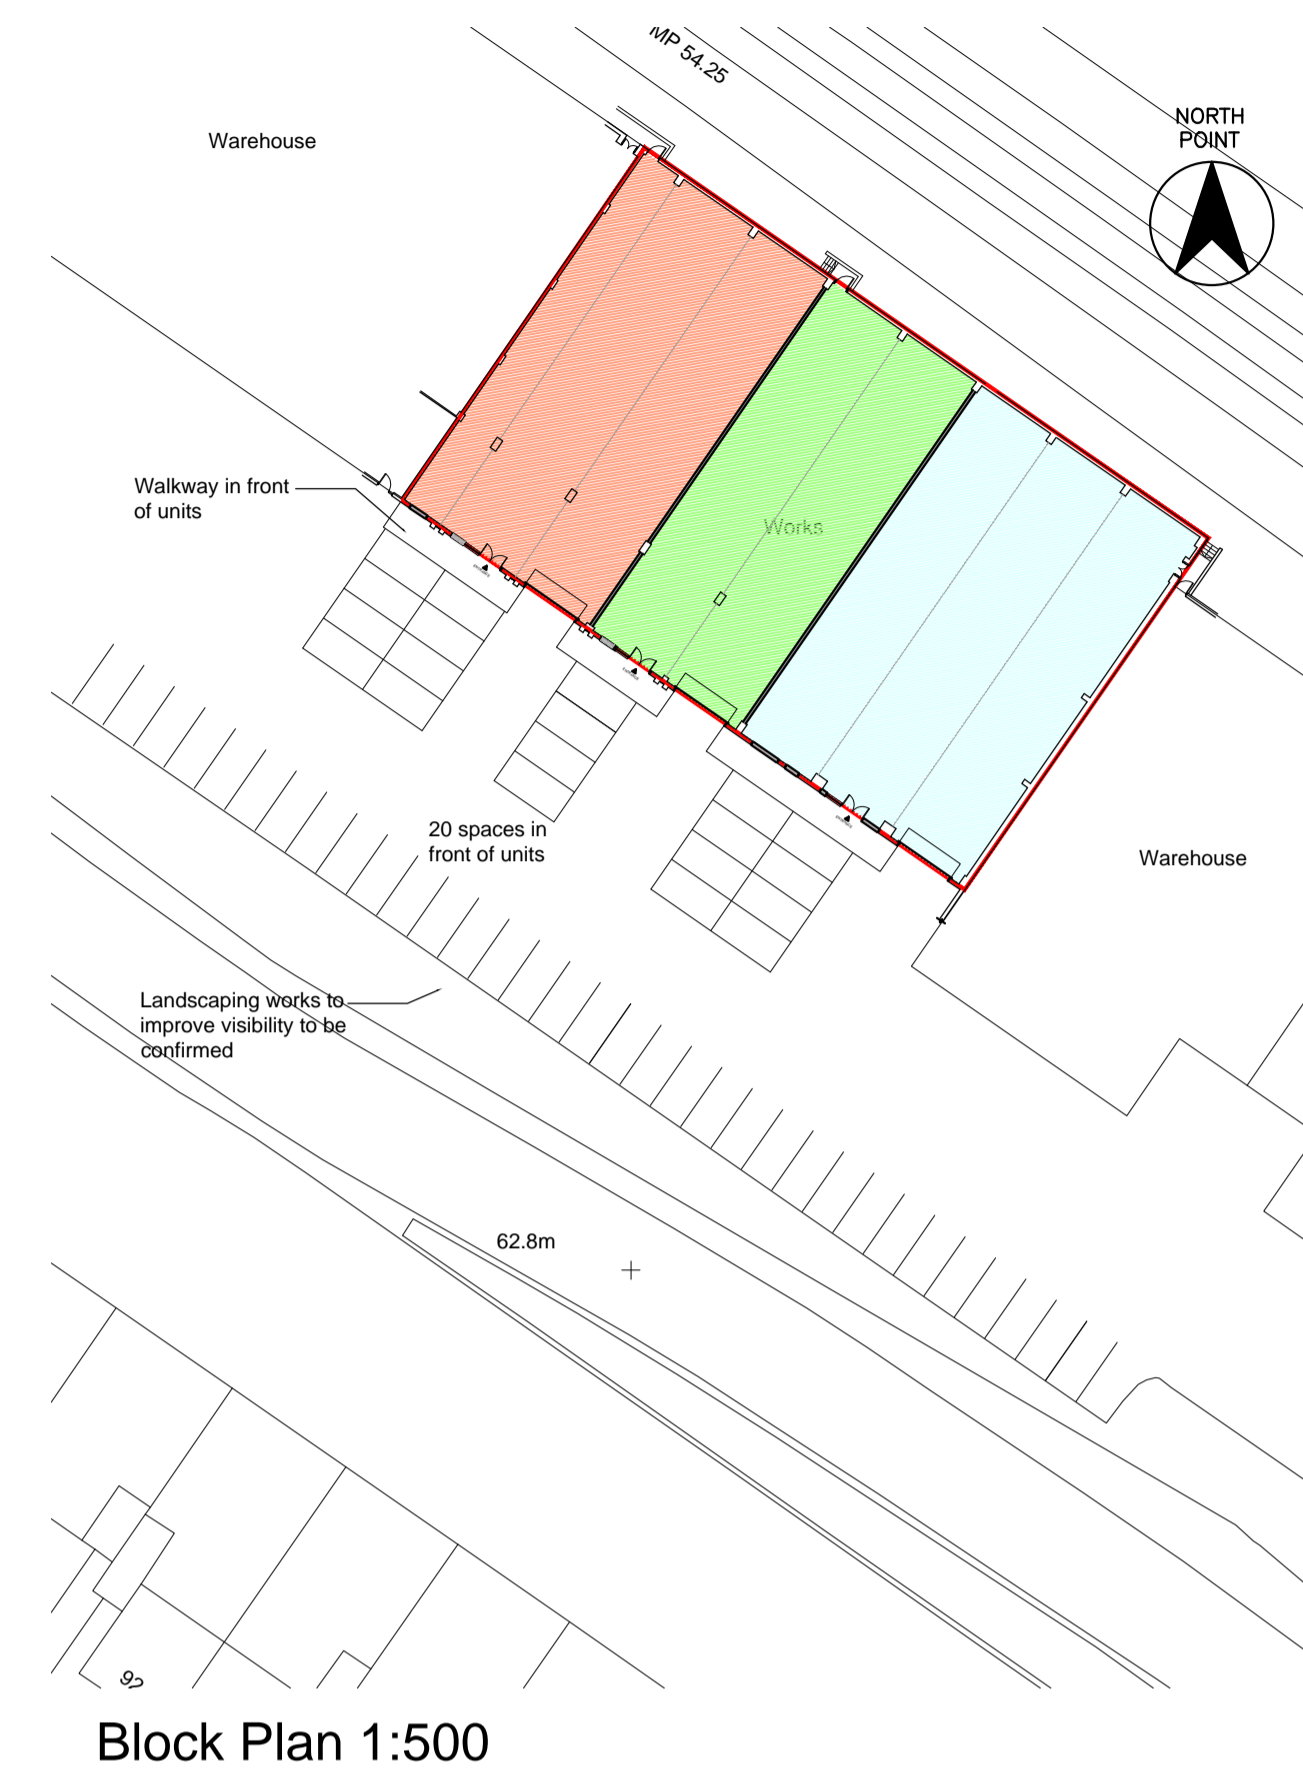 MP 54.25
NORTH
POINT
Warehouse
Walkway in front
of units
Works
20 spaces in
front of units
Warehouse
Landscaping works to
improve visibility to be
confirmed
62.8m
92
Block Plan 1:500